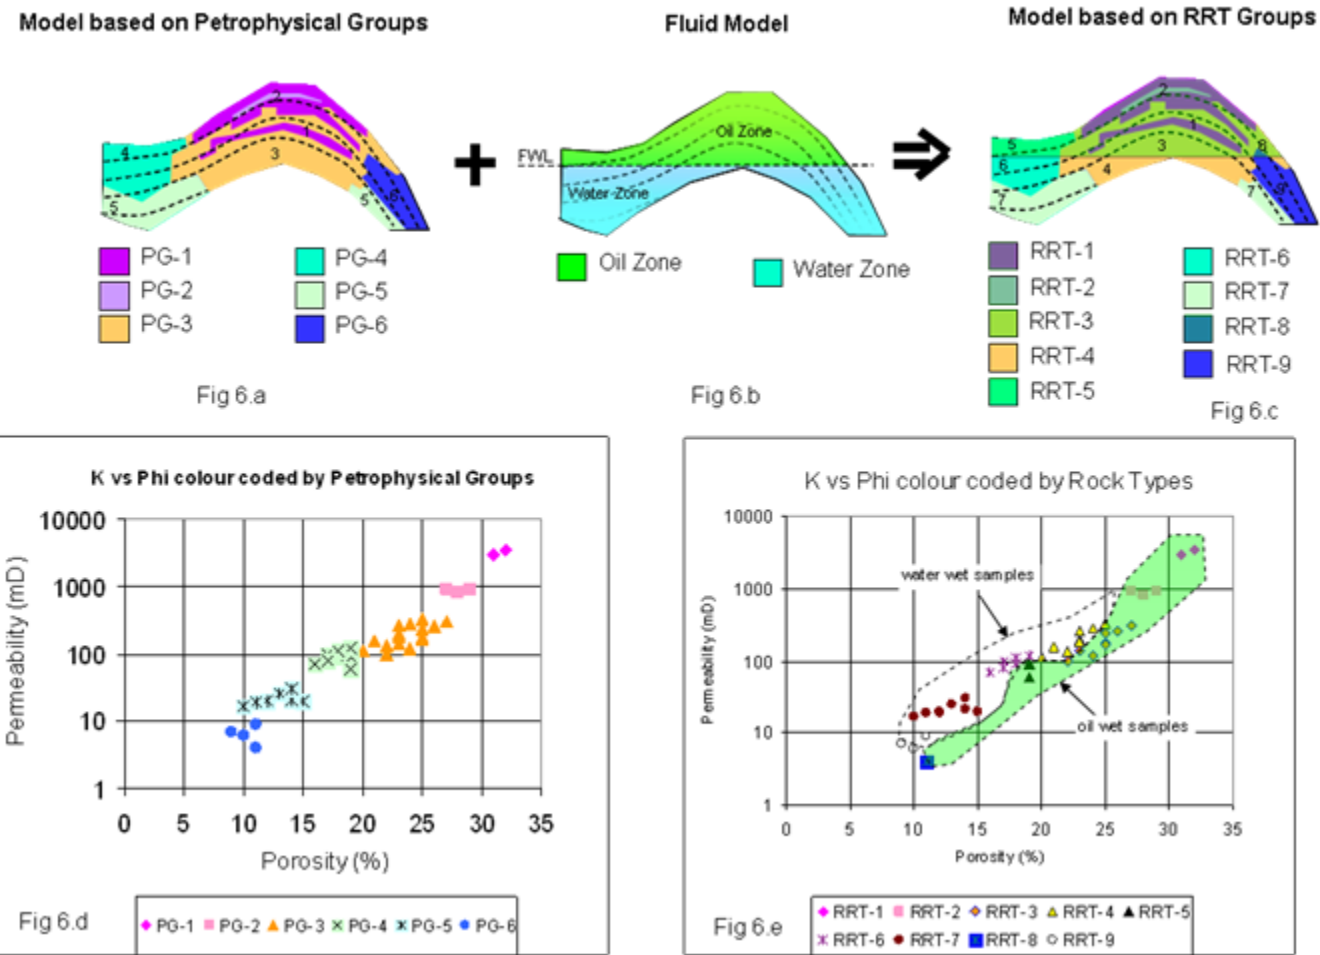 Model based on Petrophysical Groups
Fluid Model
Model based on RRT Groups
2
1
3
4
5
5
6
FWL
Oil Zone
Water Zone
2
1
3
4
5
6
7
7
8
9
PG-1
PG-2
PG-3
PG-4
PG-5
PG-6
Oil Zone
Water Zone
RRT-1
RRT-2
RRT-3
RRT-4
RRT-5
RRT-6
RRT-7
RRT-8
RRT-9
Fig 6.a
Fig 6.b
Fig 6.c
K vs Phi colour coded by Petrophysical Groups
Permeability (mD)
10000
1000
100
10
1
0 5 10 15 20 25 30 35
Porosity (%)
PG-1 PG-2 PG-3 PG-4 PG-5 PG-6
Fig 6.d
K vs Phi colour coded by Rock Types
Permeability (mD)
10000
1000
100
10
1
water wet samples
oil wet samples
0 5 10 15 20 25 30 35
Porosity (%)
RRT-1 RRT-2 RRT-3 RRT-4 RRT-5
RRT-6 RRT-7 RRT-8 RRT-9
Fig 6.e